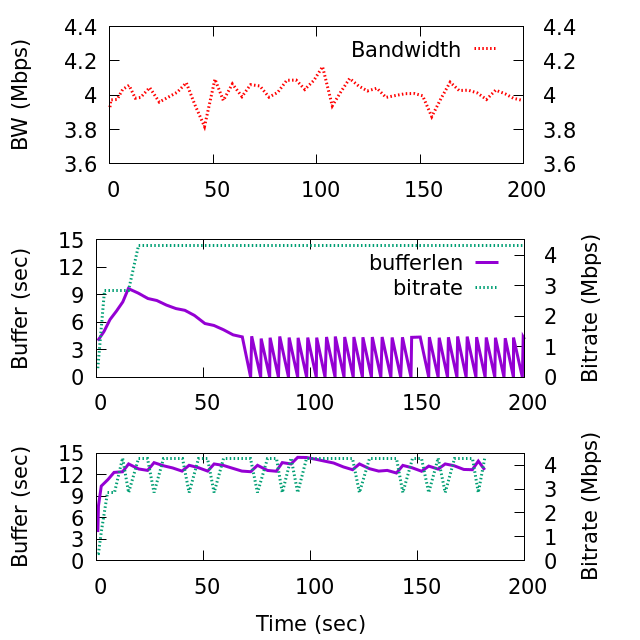 4.4 4.4
Bandwidth
4.2 4.2
BW (Mbps)
4 4
3.8 3.8
3.6 3.6
0 50 100 150 200
15
bufferlen
4
12
bitrate
3
9
Buffer (sec)
Bitrate (Mbps)
2
6
1
3
0 0
0 50 100 150 200
15
4
12
3
9
Buffer (sec)
Bitrate (Mbps)
2
6
1
3
0 0
0 50 100 150 200
Time (sec)